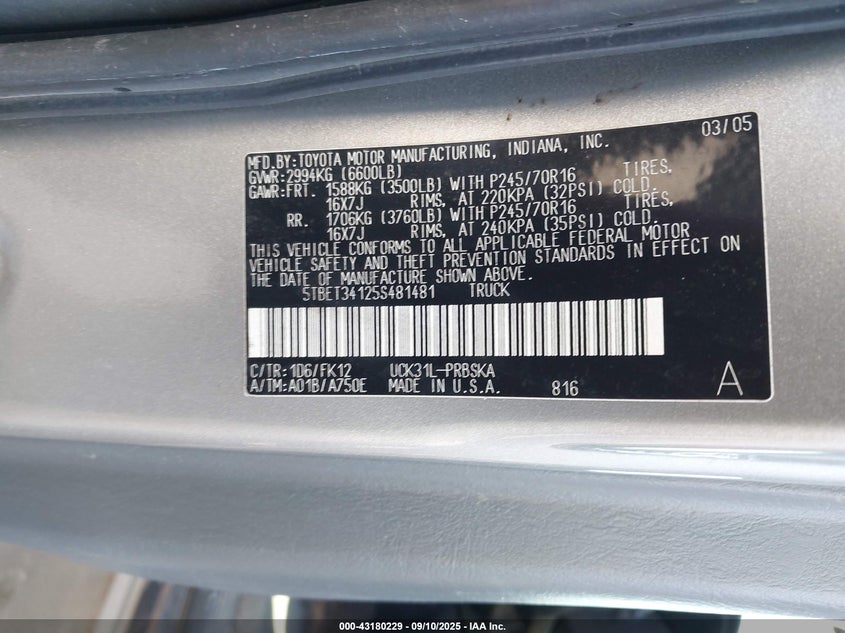 03/05
MFD.BY:TOYOTA MOTOR MANUFACTURING, INDIANA, INC.
GVWR:2994KG (6600LB)
GAWR:FRT. 1588KG (3500LB) WITH P245/70R16 TIRES,
16X7J RIMS, AT 220KPA (32PSI) COLD.
RR. 1706KG (3760LB) WITH P245/70R16 TIRES,
16X7J RIMS, AT 240KPA (35PSI) COLD.
THIS VEHICLE CONFORMS TO ALL APPLICABLE FEDERAL MOTOR
VEHICLE SAFETY AND THEFT PREVENTION STANDARDS IN EFFECT ON
THE DATE OF MANUFACTURE SHOWN ABOVE.
5TBET34125S481481 TRUCK
C/TR:1D6/FK12 UCK31L-PRBSKA
A/TM:A01B/A750E MADE IN U.S.A. 816 A
000-43180229 - 09/10/2025 - IAA Inc.